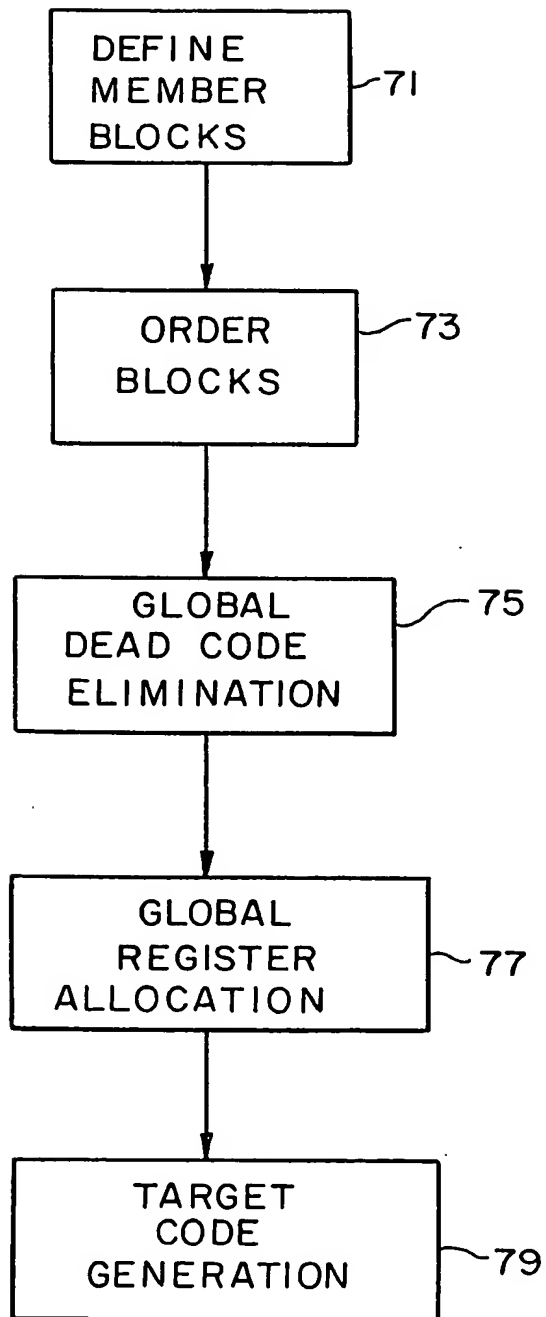 DEFINE
MEMBER
BLOCKS
71
ORDER
BLOCKS
73
GLOBAL
DEAD CODE
ELIMINATION
75
GLOBAL
REGISTER
ALLOCATION
77
TARGET
CODE
GENERATION
79